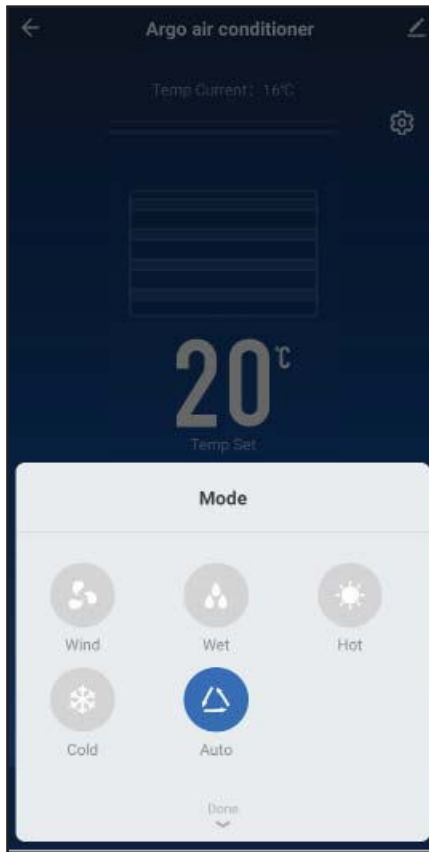 Argo air conditioner
Temp Current: 16°C
20°C
Temp Set
Mode
Wind Wet Hot
Cold Auto
Done